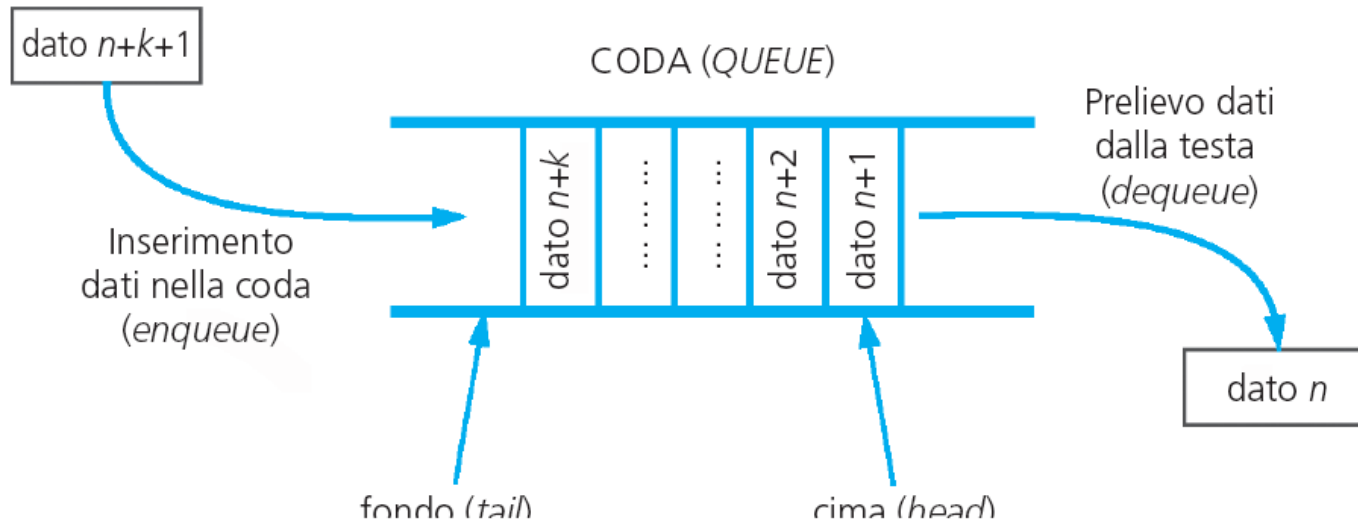 dato n+k+1
CODA (QUEUE)
Prelievo dati
dalla testa
(dequeue)
dato n+k
... ... ...
... ... ...
dato n+2
dato n+1
Inserimento
dati nella coda
(enqueue)
dato n
fondo (tail)
cima (head)